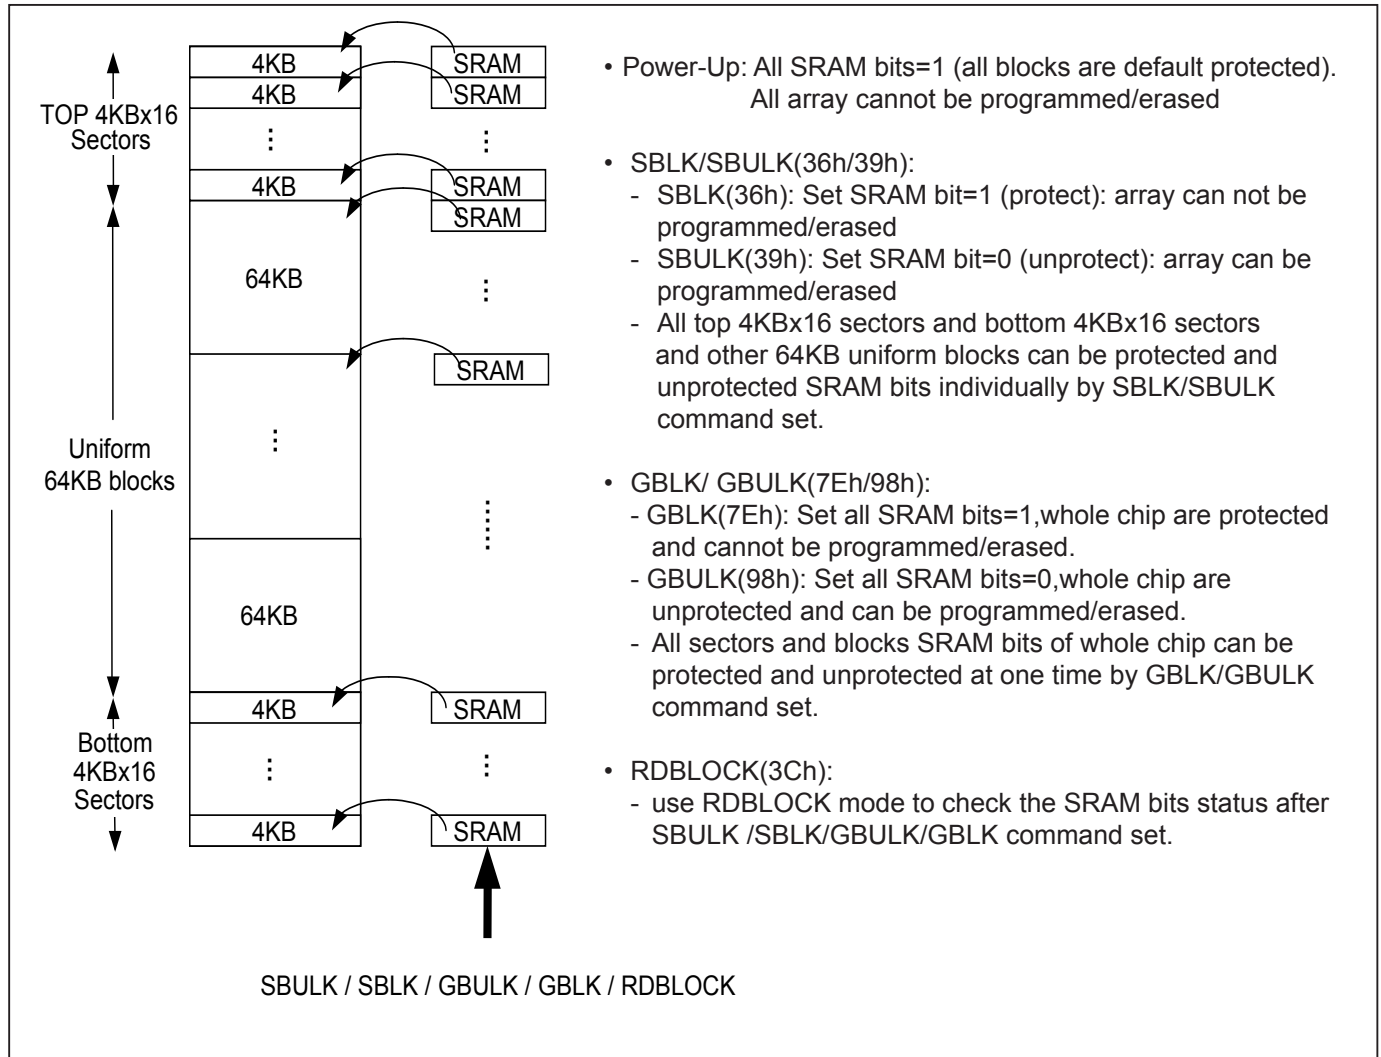 4KB
SRAM
4KB
SRAM
TOP 4KBx16
Sectors
4KB
SRAM
SRAM
64KB
SRAM
Uniform
64KB blocks
64KB
4KB
SRAM
Bottom
4KBx16
Sectors
4KB
SRAM
SBULK / SBLK / GBULK / GBLK / RDBLOCK
• Power-Up: All SRAM bits=1 (all blocks are default protected).
All array cannot be programmed/erased
• SBLK/SBULK(36h/39h):
- SBLK(36h): Set SRAM bit=1 (protect): array can not be
programmed/erased
- SBULK(39h): Set SRAM bit=0 (unprotect): array can be
programmed/erased
- All top 4KBx16 sectors and bottom 4KBx16 sectors
and other 64KB uniform blocks can be protected and
unprotected SRAM bits individually by SBLK/SBULK
command set.
• GBLK/ GBULK(7Eh/98h):
- GBLK(7Eh): Set all SRAM bits=1,whole chip are protected
and cannot be programmed/erased.
- GBULK(98h): Set all SRAM bits=0,whole chip are
unprotected and can be programmed/erased.
- All sectors and blocks SRAM bits of whole chip can be
protected and unprotected at one time by GBLK/GBULK
command set.
• RDBLOCK(3Ch):
- use RDBLOCK mode to check the SRAM bits status after
SBULK /SBLK/GBULK/GBLK command set.